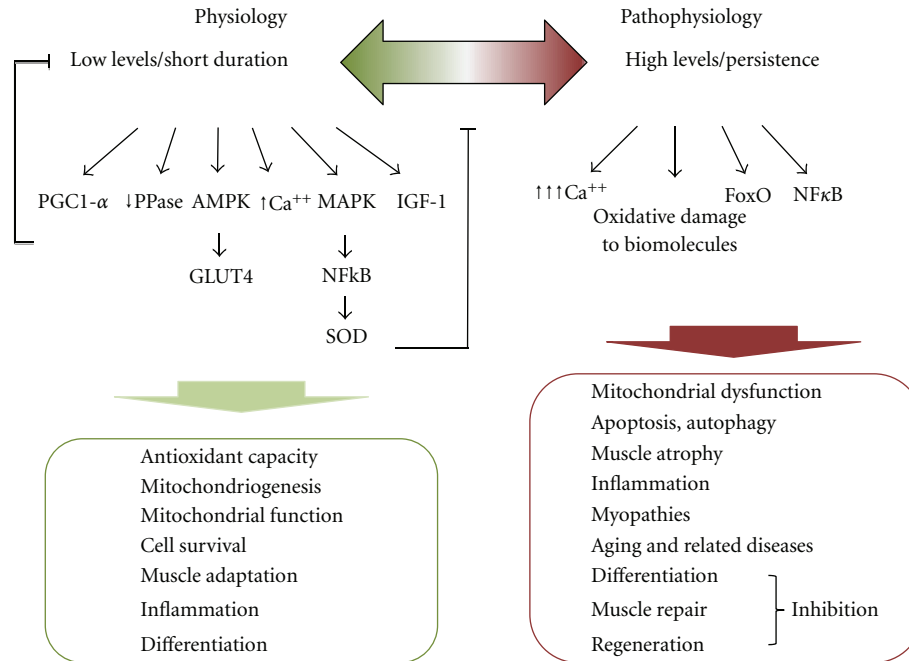 Physiology
Pathophysiology
Low levels/short duration
High levels/persistence
PGC1-α ↓PPase AMPK ↑Ca⁺⁺ MAPK IGF-1
GLUT4
NFkB
SOD
↑↑↑Ca⁺⁺
Oxidative damage
to biomolecules
FoxO
NFκB
Antioxidant capacity
Mitochondriogenesis
Mitochondrial function
Cell survival
Muscle adaptation
Inflammation
Differentiation
Mitochondrial dysfunction
Apoptosis, autophagy
Muscle atrophy
Inflammation
Myopathies
Aging and related diseases
Differentiation
Muscle repair
Regeneration
Inhibition